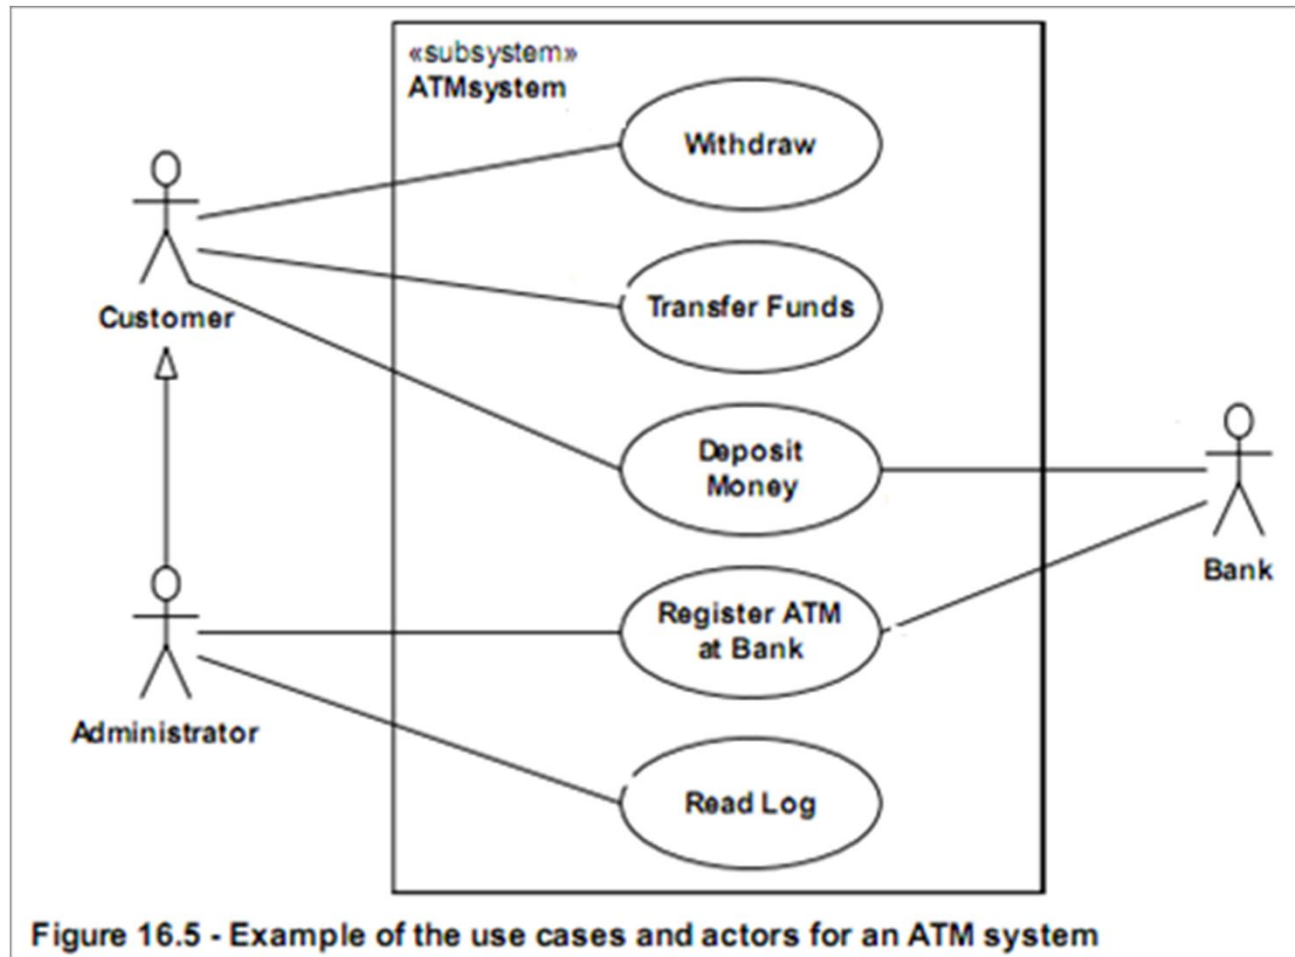 «subsystem»
ATMsystem
Withdraw
Transfer Funds
Customer
Deposit
Money
Bank
Register ATM
at Bank
Administrator
Read Log
Figure 16.5 - Example of the use cases and actors for an ATM system